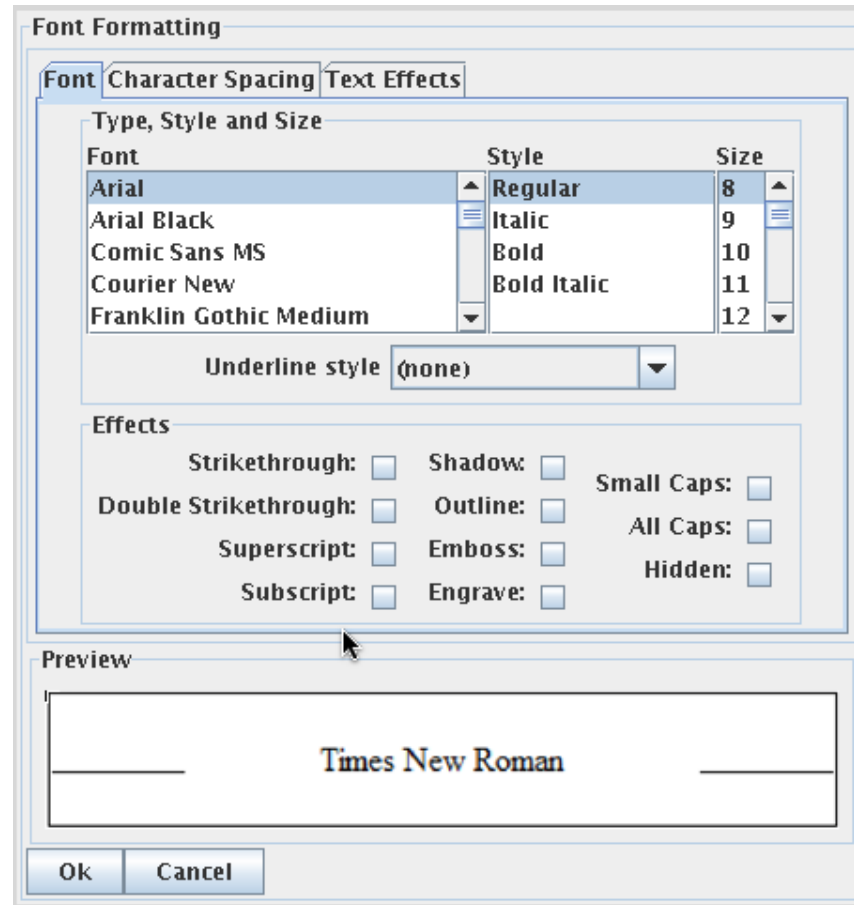 Font Formatting
Font Character Spacing Text Effects
Type, Style and Size
Font Style Size
Arial Regular 8
Arial Black Italic 9
Comic Sans MS Bold 10
Courier New Bold Italic 11
Franklin Gothic Medium 12
Underline style (none)
Effects
Strikethrough: Shadow:
Small Caps:
Double Strikethrough: Outline:
All Caps:
Superscript: Emboss:
Hidden:
Subscript: Engrave:
Preview
Times New Roman
Ok Cancel